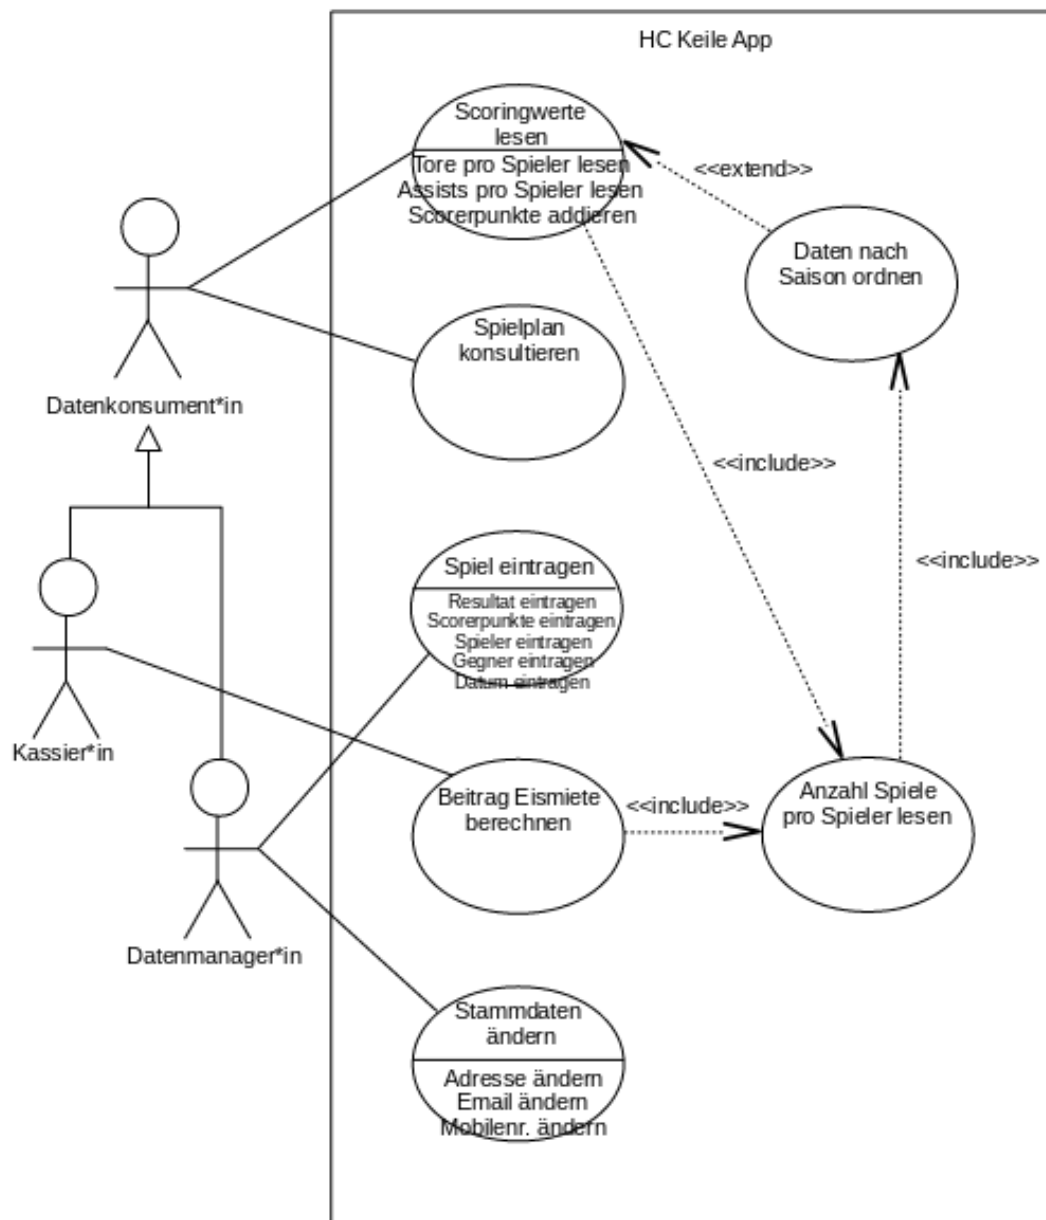 HC Keile App
Scoringwerte
lesen
Tore pro Spieler lesen
Assists pro Spieler lesen
Scorerpunkte addieren
<<extend>>
Daten nach
Saison ordnen
Spielplan
konsultieren
Datenkonsument*in
<<include>>
<<include>>
Spiel eintragen
Resultat eintragen
Scorerpunkte eintragen
Spieler eintragen
Gegner eintragen
Datum eintragen
Kassier*in
Beitrag Eismiete
berechnen
<<include>>
Anzahl Spiele
pro Spieler lesen
Datenmanager*in
Stammdaten
ändern
Adresse ändern
Email ändern
Mobilenr. ändern